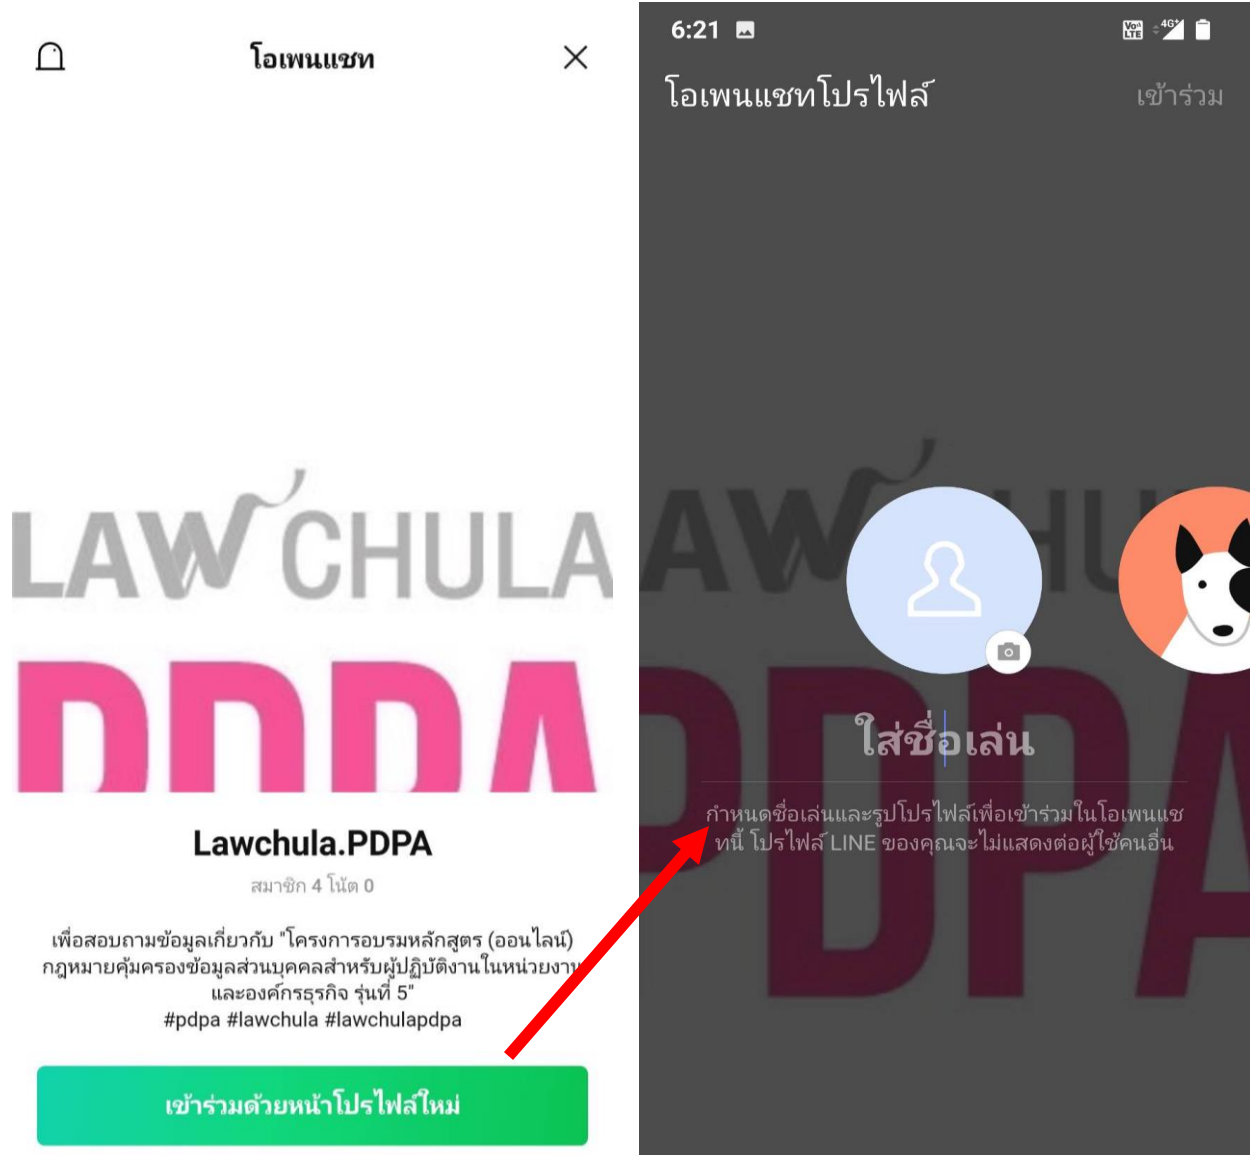 โอเพนแชท
LAW CHULA
PDPA
Lawchula.PDPA
สมาชิก 4 โน้ต 0
เพื่อสอบถามข้อมูลเกี่ยวกับ "โครงการอบรมหลักสูตร (ออนไลน์)
กฎหมายคุ้มครองข้อมูลส่วนบุคคลสำหรับผู้ปฏิบัติงานในหน่วยงาน
และองค์กรธุรกิจ รุ่นที่ 5"
#pdpa #lawchula #lawchulapdpa
เข้าร่วมด้วยหน้าโปรไฟล์ใหม่
6:21
Vo LTE 4G+
โอเพนแชทโปรไฟล์
เข้าร่วม
AW HU
PDPA
ใส่ชื่อเล่น
กำหนดชื่อเล่นและรูปโปรไฟล์เพื่อเข้าร่วมในโอเพนแช
ทนี้ โปรไฟล์ LINE ของคุณจะไม่แสดงต่อผู้ใช้คนอื่น